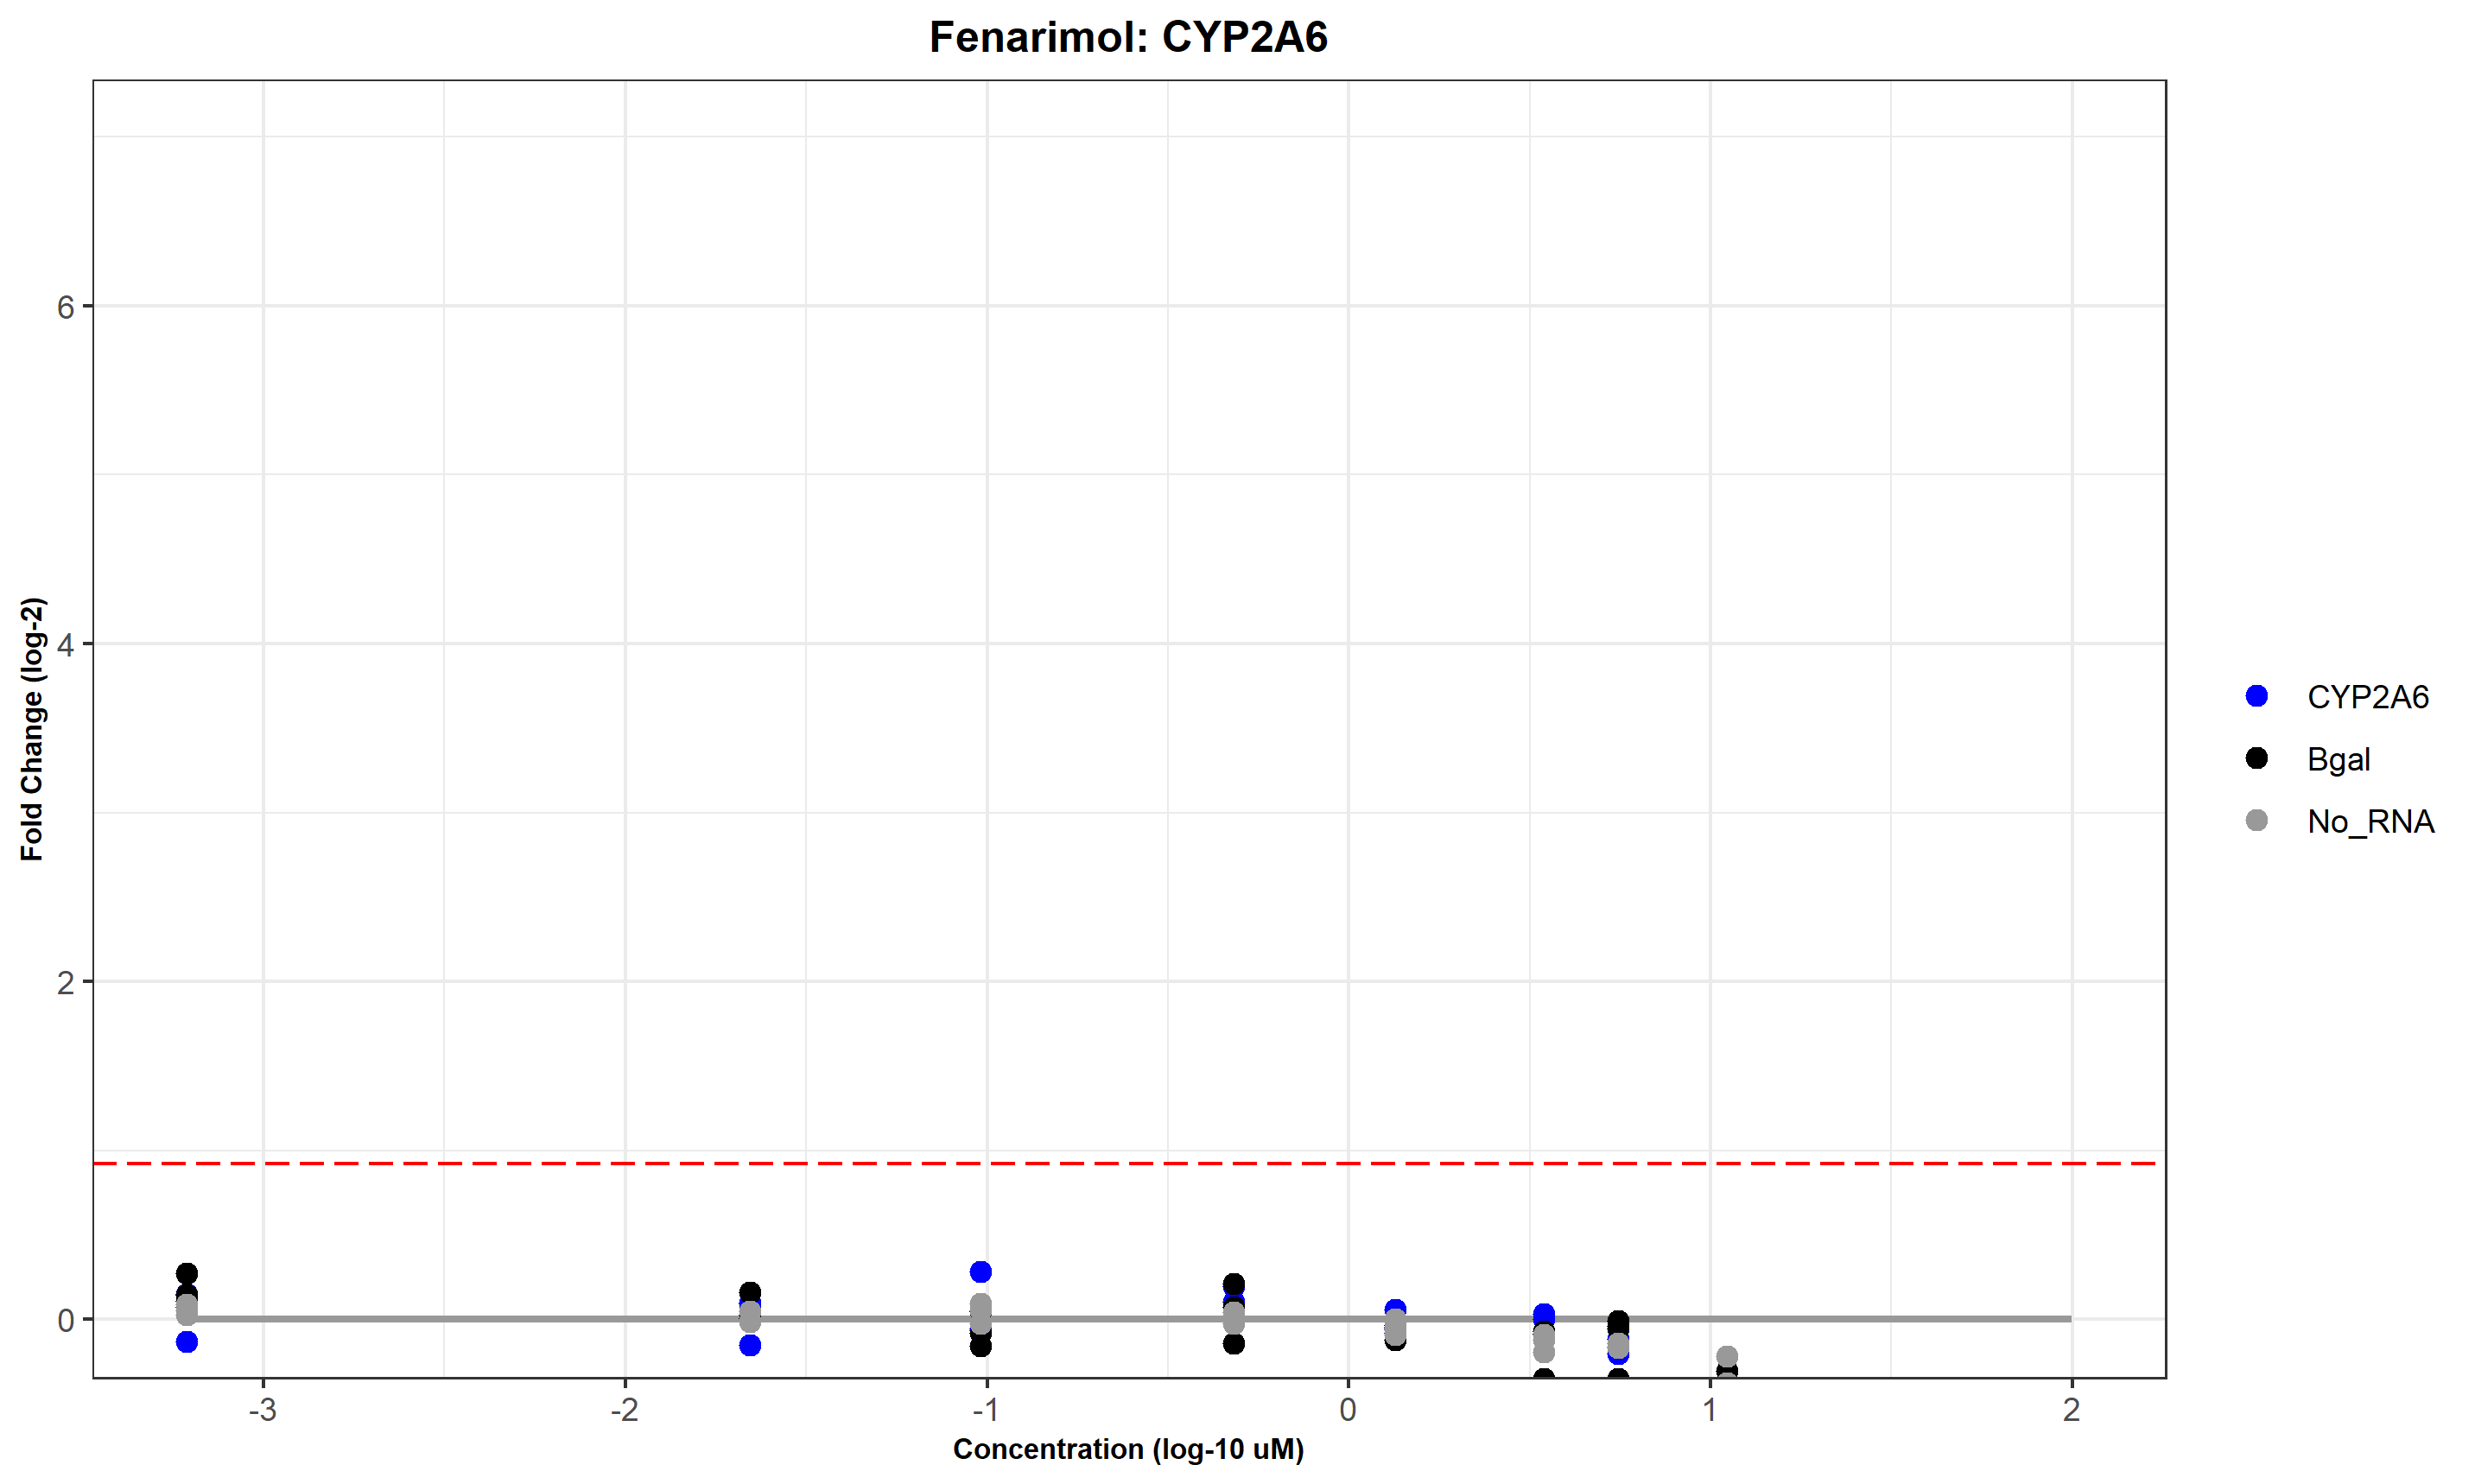 Fenarimol: CYP2A6
Fold Change (log-2)
6
4
2
0
-3 -2 -1 0 1 2
Concentration (log-10 uM)
CYP2A6
Bgal
No_RNA